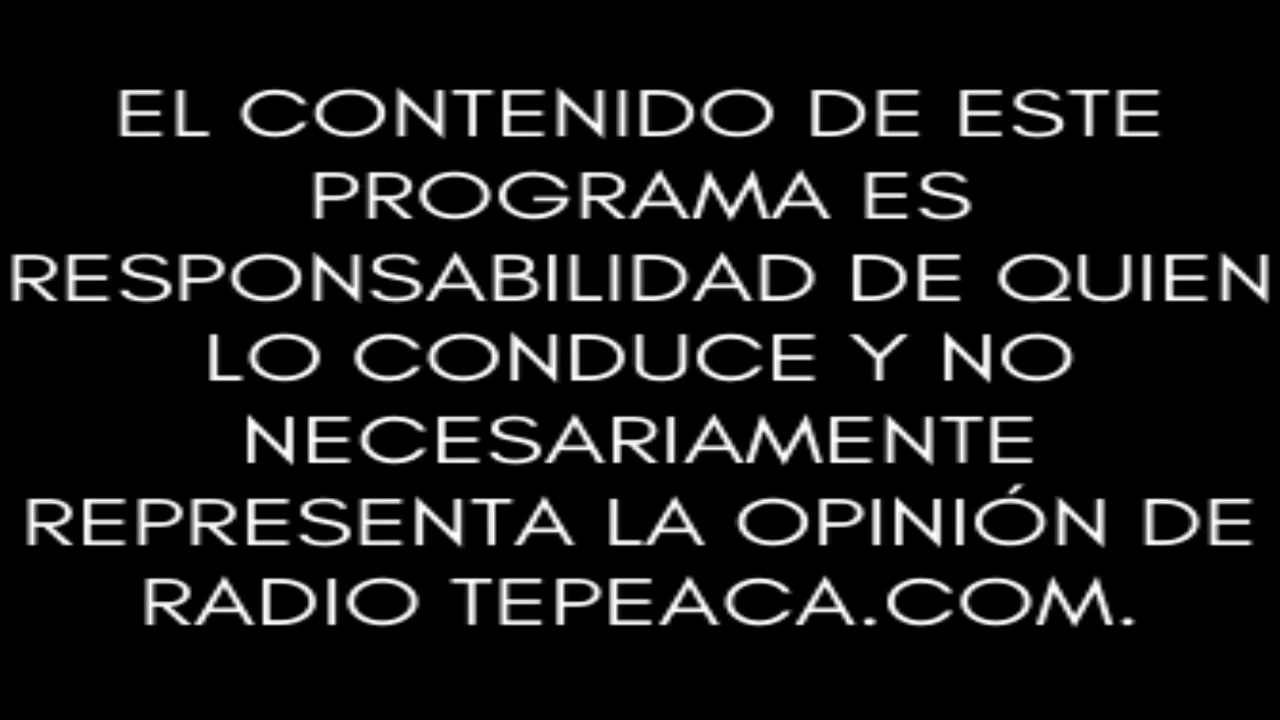 EL CONTENIDO DE ESTE
PROGRAMA ES
RESPONSABILIDAD DE QUIEN
LO CONDUCE Y NO
NECESARIAMENTE
REPRESENTA LA OPINIÓN DE
RADIO TEPEACA.COM.